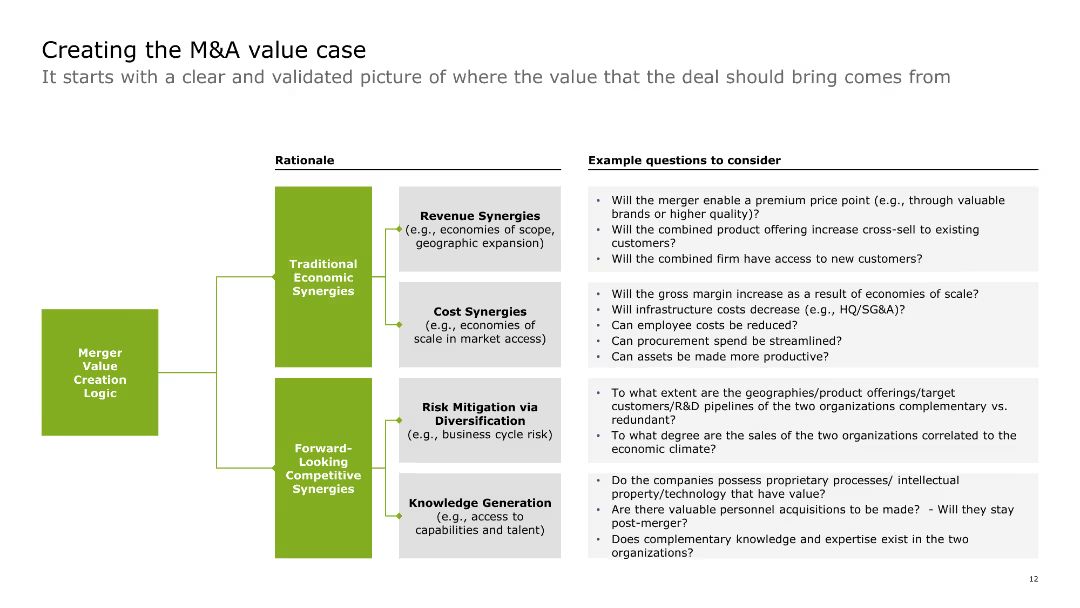 Creating the M&A value case
It starts with a clear and validated picture of where the value that the deal should bring comes from
Rationale
Example questions to consider
Merger
Value
Creation
Logic
Traditional
Economic
Synergies
Revenue Synergies
(e.g., economies of scope,
geographic expansion)
• Will the merger enable a premium price point (e.g., through valuable
brands or higher quality)?
• Will the combined product offering increase cross-sell to existing
customers?
• Will the combined firm have access to new customers?
Cost Synergies
(e.g., economies of
scale in market access)
• Will the gross margin increase as a result of economies of scale?
• Will infrastructure costs decrease (e.g., HQ/SG&A)?
• Can employee costs be reduced?
• Can procurement spend be streamlined?
• Can assets be made more productive?
Forward-
Looking
Competitive
Synergies
Risk Mitigation via
Diversification
(e.g., business cycle risk)
• To what extent are the geographies/product offerings/target
customers/R&D pipelines of the two organizations complementary vs.
redundant?
• To what degree are the sales of the two organizations correlated to the
economic climate?
Knowledge Generation
(e.g., access to
capabilities and talent)
• Do the companies possess proprietary processes/ intellectual
property/technology that have value?
• Are there valuable personnel acquisitions to be made?  - Will they stay
post-merger?
• Does complementary knowledge and expertise exist in the two
organizations?
12